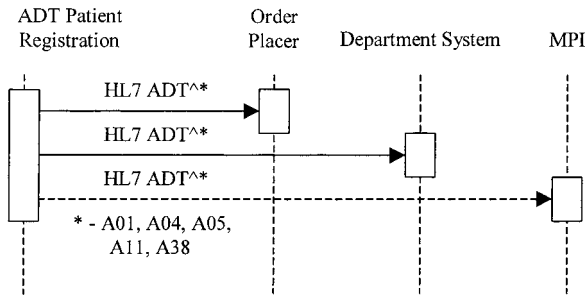 ADT Patient
Registration
Order
Placer
Department System
MPI
HL7 ADT^*
HL7 ADT^*
HL7 ADT^*
* - A01, A04, A05,
A11, A38